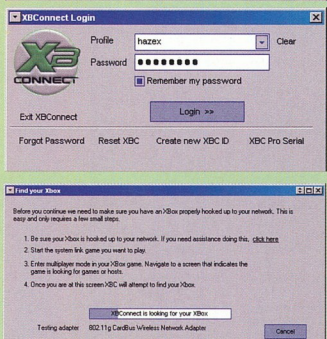 XBConnect Login
XB
CONNECT
Profile
hazex
Clear
Password
Remember my password
Exit XBConnect
Login >>
Forgot Password
Reset XBC
Create new XBC ID
XBC Pro Serial
Find your Xbox
Before you continue we need to make sure you have an XBox properly hooked up to your network. This is
easy and only requires a few small steps.
1. Be sure your Xbox is hooked up to your network. If you need assistance doing this, click here
2. Start the system link game you want to play.
3. Enter multiplayer mode in your XBox game. Navigate to a screen that indicates the
game is looking for games or hosts.
4. Once you are at this screen XBC will attempt to find your Xbox.
XBConnect is looking for your XBox
Testing adapter
802.11g CardBus Wireless Network Adapter
Cancel